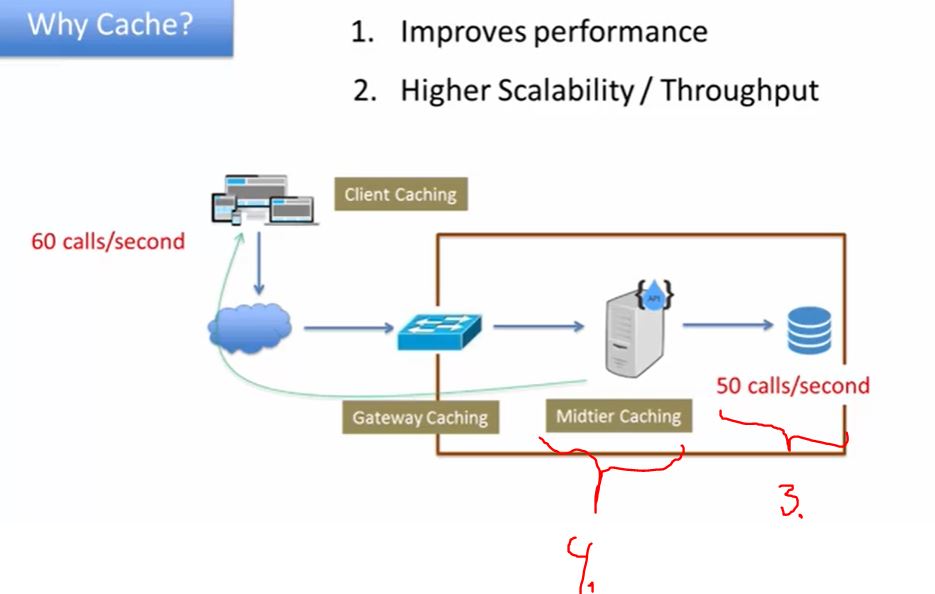 Why Cache?
1. Improves performance
2. Higher Scalability / Throughput
Client Caching
60 calls/second
{API}
50 calls/second
Gateway Caching
Midtier Caching
3.
4.